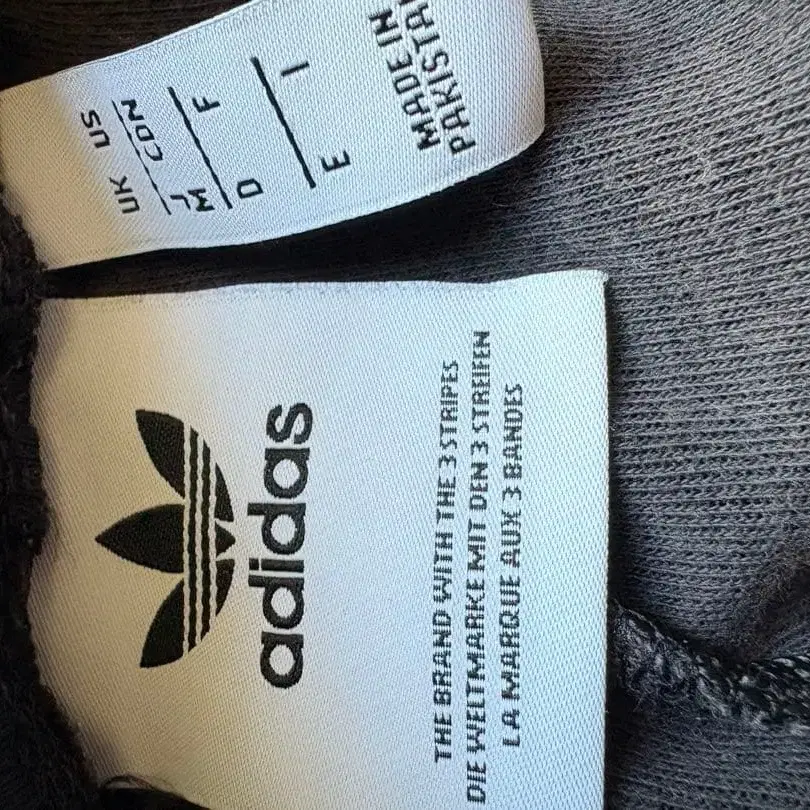 UK US
CDN
D F
E I
MADE IN
adidas
THE BRAND WITH THE 3 STRIPES
DIE WELTMARKE MIT DEN 3 STREIFEN
LA MARQUE AUX 3 BANDES